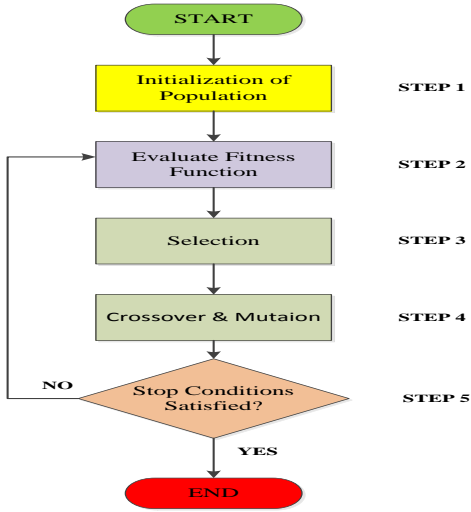 START
Initialization of
Population
STEP 1
Evaluate Fitness
Function
STEP 2
Selection
STEP 3
Crossover & Mutaion
STEP 4
Stop Conditions
Satisfied?
STEP 5
NO
YES
END